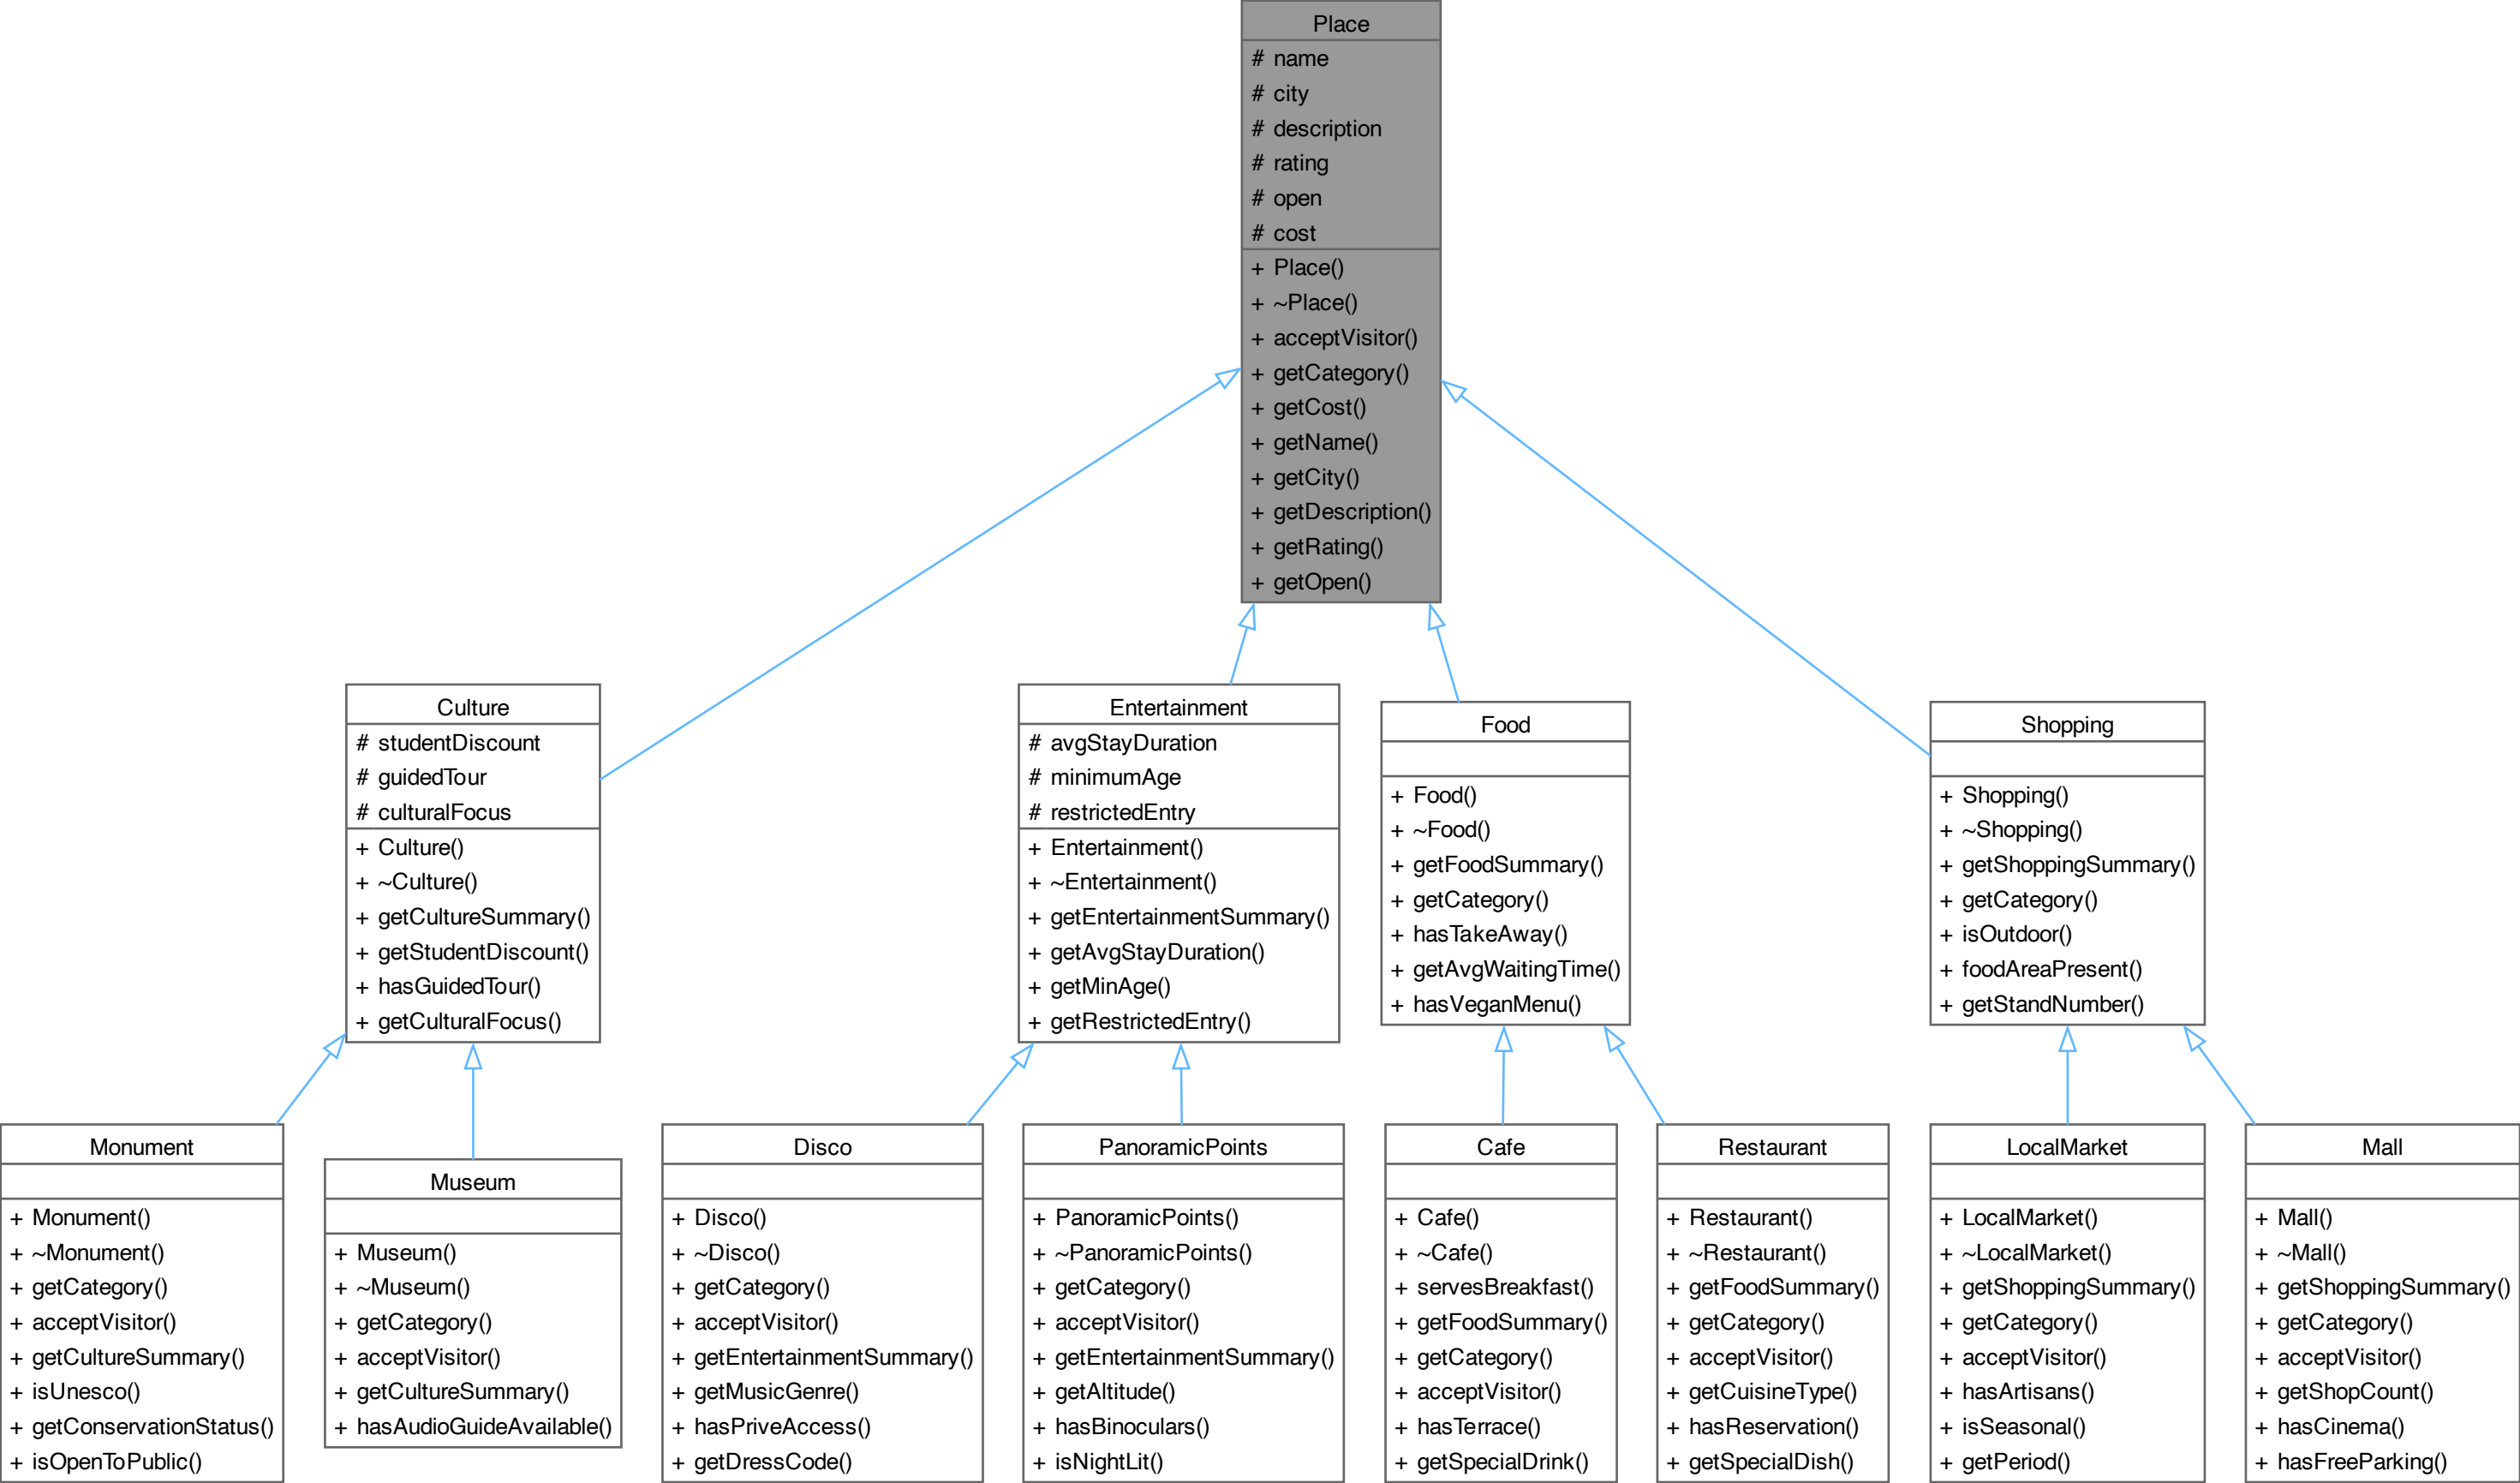 Place
# name
# city
# description
# rating
# open
# cost
+ Place()
+ ~Place()
+ acceptVisitor()
+ getCategory()
+ getCost()
+ getName()
+ getCity()
+ getDescription()
+ getRating()
+ getOpen()
Culture
# studentDiscount
# guidedTour
# culturalFocus
+ Culture()
+ ~Culture()
+ getCultureSummary()
+ getStudentDiscount()
+ hasGuidedTour()
+ getCulturalFocus()
Entertainment
# avgStayDuration
# minimumAge
# restrictedEntry
+ Entertainment()
+ ~Entertainment()
+ getEntertainmentSummary()
+ getAvgStayDuration()
+ getMinAge()
+ getRestrictedEntry()
Food
+ Food()
+ ~Food()
+ getFoodSummary()
+ getCategory()
+ hasTakeAway()
+ getAvgWaitingTime()
+ hasVeganMenu()
Shopping
+ Shopping()
+ ~Shopping()
+ getShoppingSummary()
+ getCategory()
+ isOutdoor()
+ foodAreaPresent()
+ getStandNumber()
Monument
+ Monument()
+ ~Monument()
+ getCategory()
+ acceptVisitor()
+ getCultureSummary()
+ isUnesco()
+ getConservationStatus()
+ isOpenToPublic()
Museum
+ Museum()
+ ~Museum()
+ getCategory()
+ acceptVisitor()
+ getCultureSummary()
+ hasAudioGuideAvailable()
Disco
+ Disco()
+ ~Disco()
+ getCategory()
+ acceptVisitor()
+ getEntertainmentSummary()
+ getMusicGenre()
+ hasPriveAccess()
+ getDressCode()
PanoramicPoints
+ PanoramicPoints()
+ ~PanoramicPoints()
+ getCategory()
+ acceptVisitor()
+ getEntertainmentSummary()
+ getAltitude()
+ hasBinoculars()
+ isNightLit()
Cafe
+ Cafe()
+ ~Cafe()
+ servesBreakfast()
+ getFoodSummary()
+ getCategory()
+ acceptVisitor()
+ hasTerrace()
+ getSpecialDrink()
Restaurant
+ Restaurant()
+ ~Restaurant()
+ getFoodSummary()
+ getCategory()
+ acceptVisitor()
+ getCuisineType()
+ hasReservation()
+ getSpecialDish()
LocalMarket
+ LocalMarket()
+ ~LocalMarket()
+ getShoppingSummary()
+ getCategory()
+ acceptVisitor()
+ hasArtisans()
+ isSeasonal()
+ getPeriod()
Mall
+ Mall()
+ ~Mall()
+ getShoppingSummary()
+ getCategory()
+ acceptVisitor()
+ getShopCount()
+ hasCinema()
+ hasFreeParking()